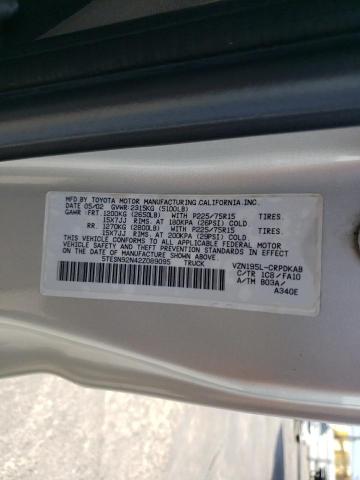 MFD BY TOYOTA MOTOR MANUFACTURING,CALIFORNIA,INC.
DATE 05/02 GVWR:2315KG (5100LB)
GAWR: FRT.1200KG (2650LB) WITH P225/75R15 TIRES.
15X7JJ RIMS. AT 180KPA (26PSI) COLD
RR. 1270KG (2800LB) WITH P225/75R15 TIRES.
15X7JJ RIMS. AT 200KPA (29PSI) COLD
THIS VEHICLE CONFORMS TO ALL APPLICABLE FEDERAL MOTOR
VEHICLE SAFETY AND THEFT PREVENTION STANDARDS IN EFFECT
ON THE DATE OF MANUFACTURE SHOWN ABOVE.
5TESN92N42Z089095 TRUCK
VZN195L-CRPDKAB
C/TR 1C8/FA10
A/TM B03A/
A340E